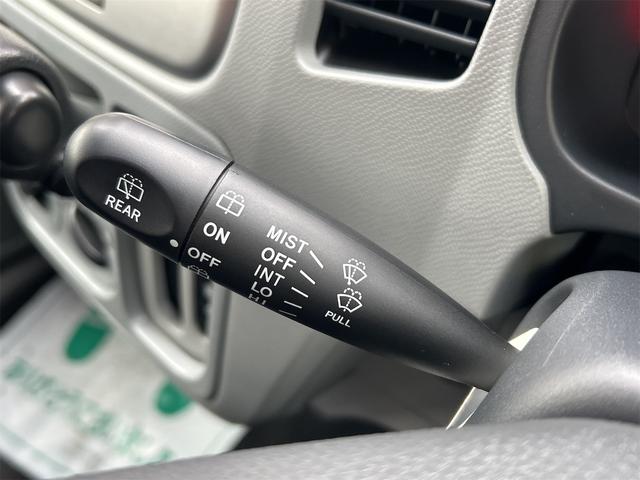 REAR
ON
OFF
MIST
OFF
INT
LO
HI
PULL